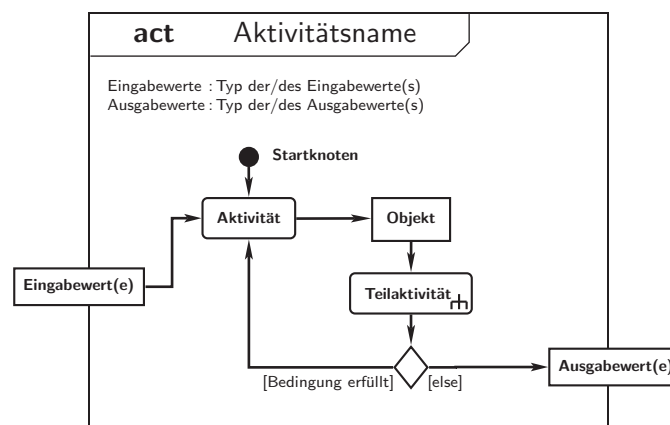 act Aktivitätsname
Eingabewerte : Typ der/des Eingabewerte(s)
Ausgabewerte : Typ der/des Ausgabewerte(s)
Startknoten
Aktivität
Objekt
Eingabewert(e)
Teilaktivität
[Bedingung erfüllt]
[else]
Ausgabewert(e)